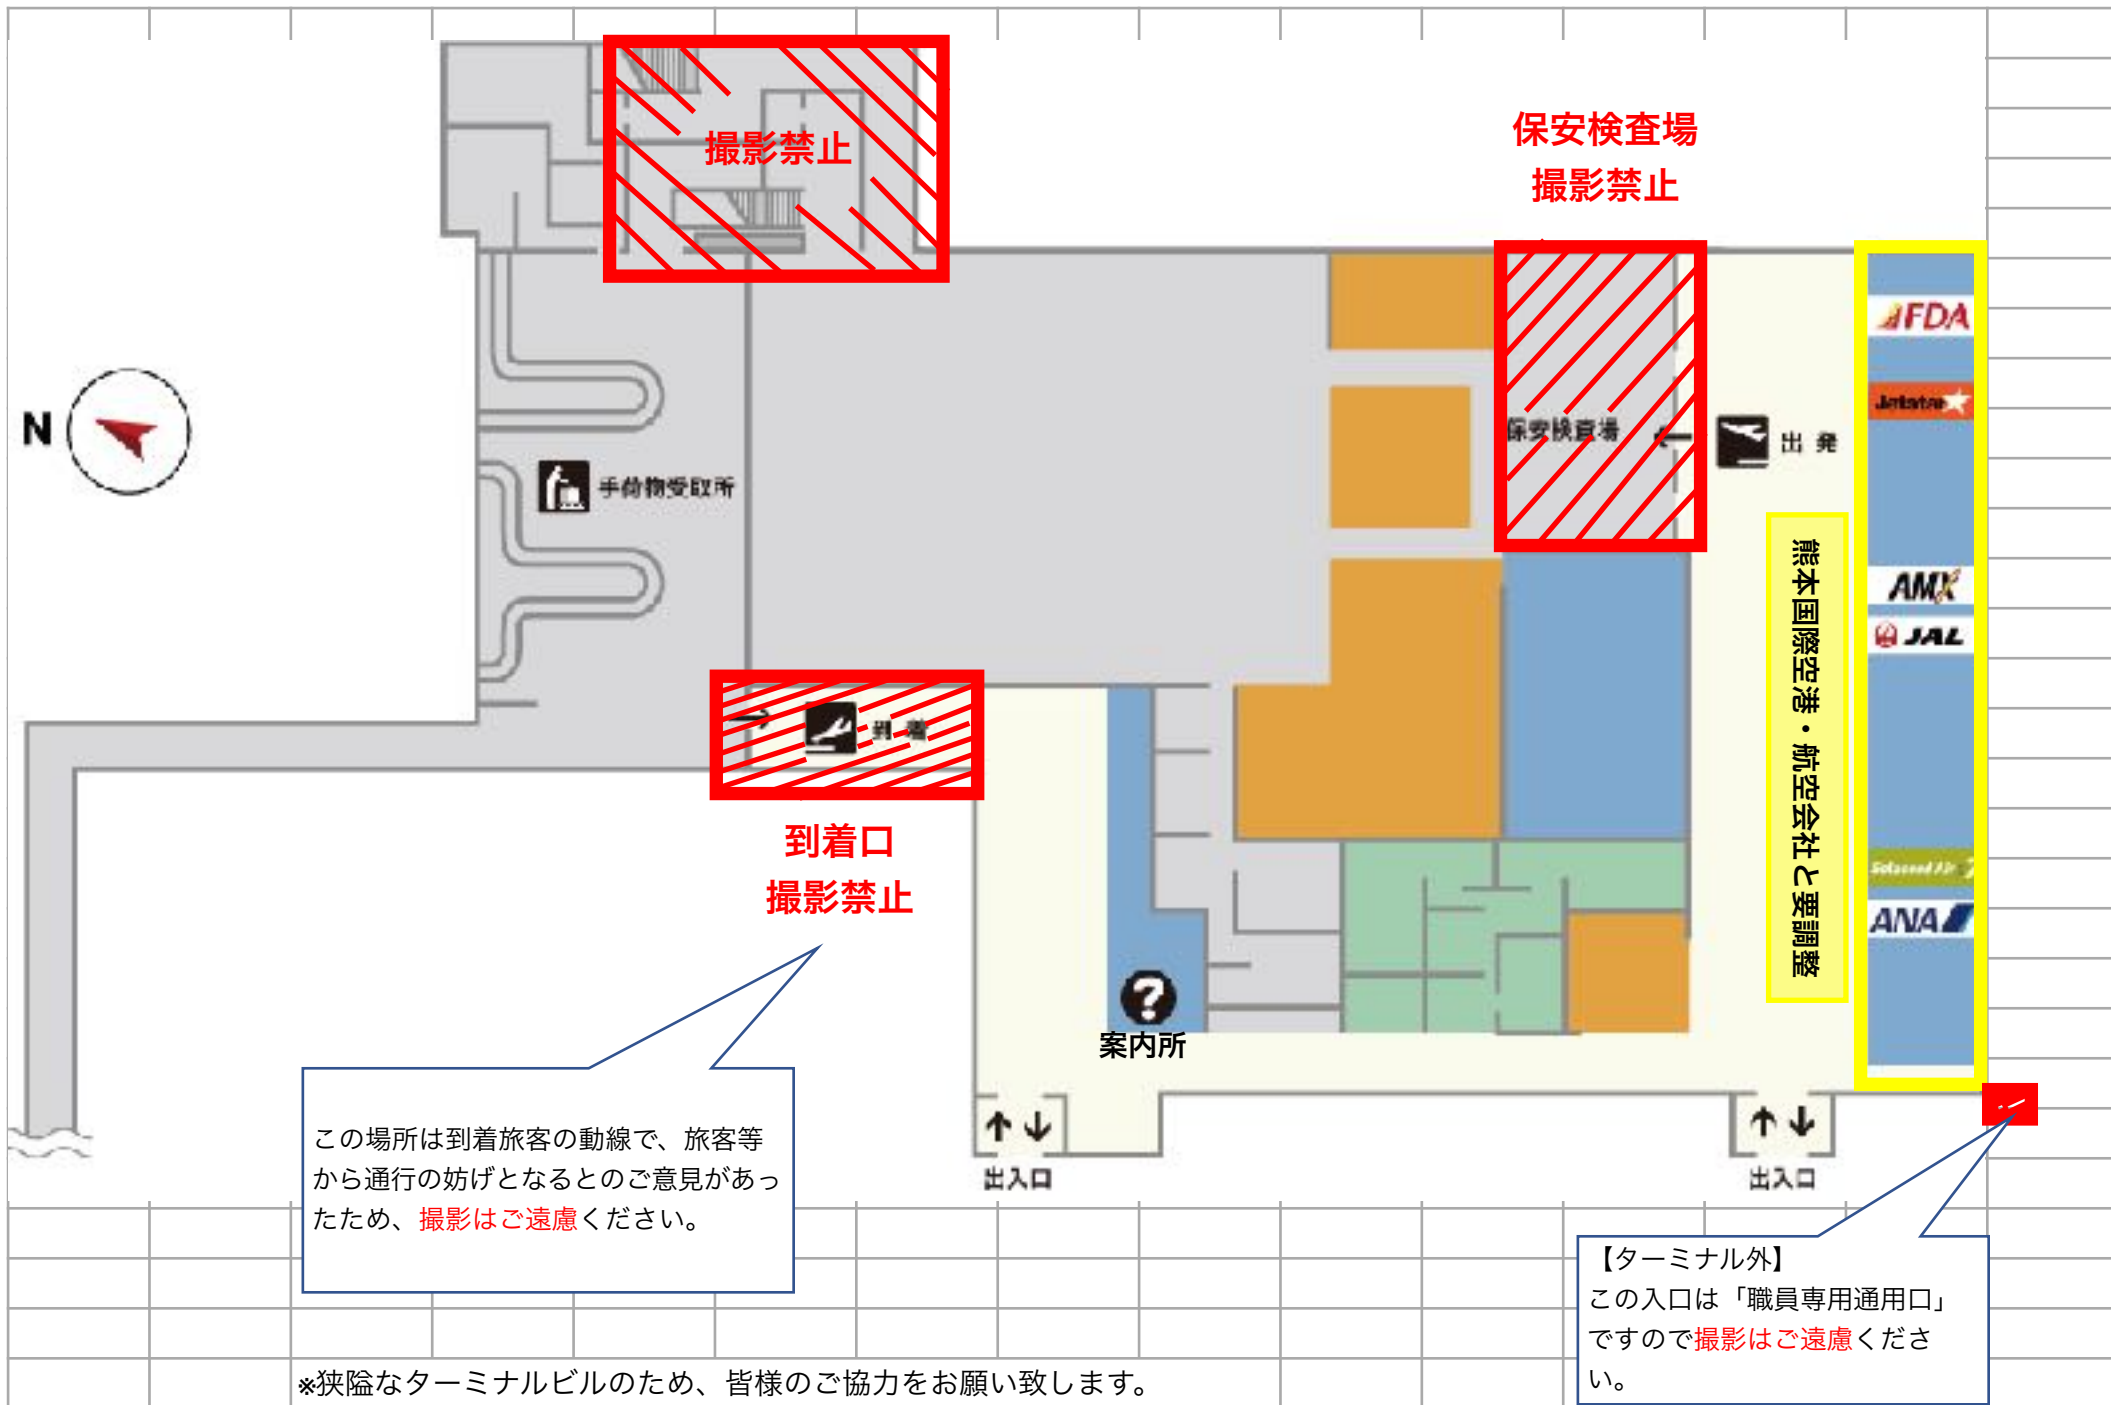 撮影禁止
保安検査場
撮影禁止
FDA
Jetstar
N
保安検査場
出発
手荷物受取所
熊本国際空港・航空会社と要調整
AMX
JAL
到着
到着口
撮影禁止
Solaseed Air
ANA
?
案内所
この場所は到着旅客の動線で、旅客等
から通行の妨げとなるとのご意見があっ
たため、撮影はご遠慮ください。
出入口
出入口
【ターミナル外】
この入口は「職員専用通用口」
ですので撮影はご遠慮くださ
い。
※狭隘なターミナルビルのため、皆様のご協力をお願い致します。